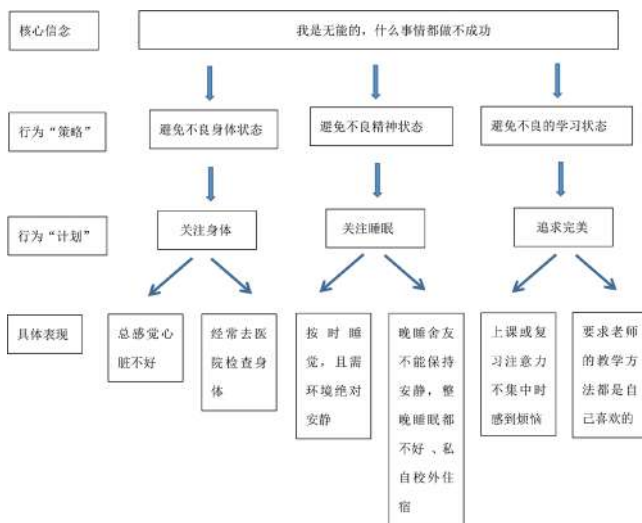 核心信念
我是无能的，什么事情都做不成功
行为“策略”
避免不良身体状态
避免不良精神状态
避免不良的学习状态
行为“计划”
关注身体
关注睡眠
追求完美
具体表现
总感觉心
脏不好
经常去医
院检查身
体
按时睡
觉，且需
环境绝对
安静
晚睡舍友
不能保持
安静，整
晚睡眠都
不好、私
自校外住
宿
上课或复
习注意力
不集中时
感到烦恼
要求老师
的教学方
法都是自
己喜欢的